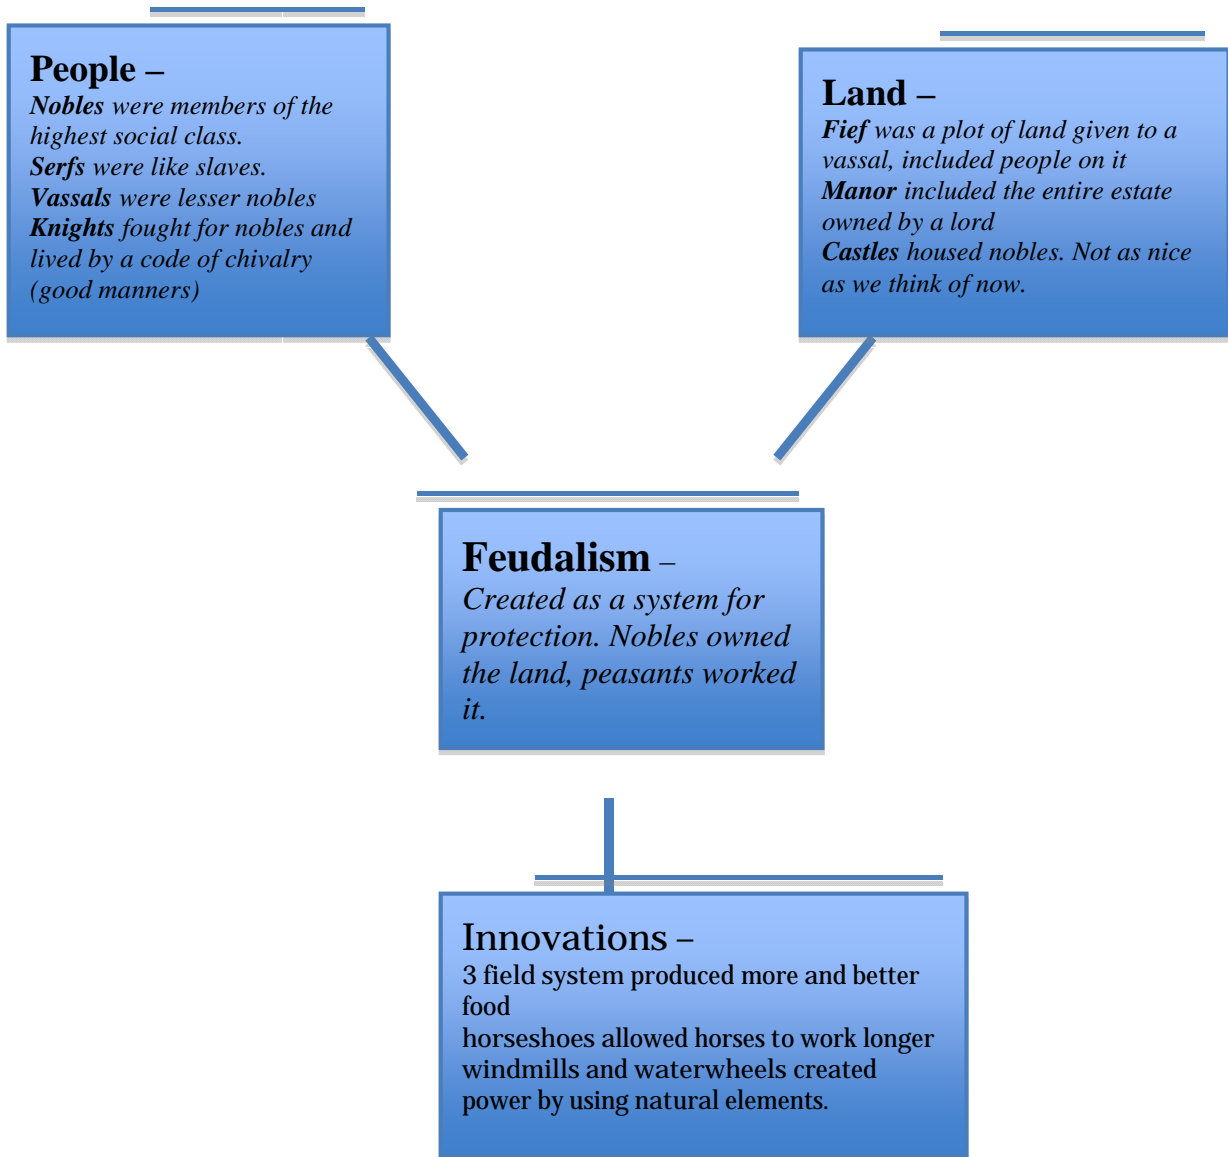 People –
Nobles were members of the
highest social class.
Serfs were like slaves.
Vassals were lesser nobles
Knights fought for nobles and
lived by a code of chivalry
(good manners)
Land –
Fief was a plot of land given to a
vassal, included people on it
Manor included the entire estate
owned by a lord
Castles housed nobles. Not as nice
as we think of now.
Feudalism –
Created as a system for
protection. Nobles owned
the land, peasants worked
it.
Innovations –
3 field system produced more and better
food
horseshoes allowed horses to work longer
windmills and waterwheels created
power by using natural elements.